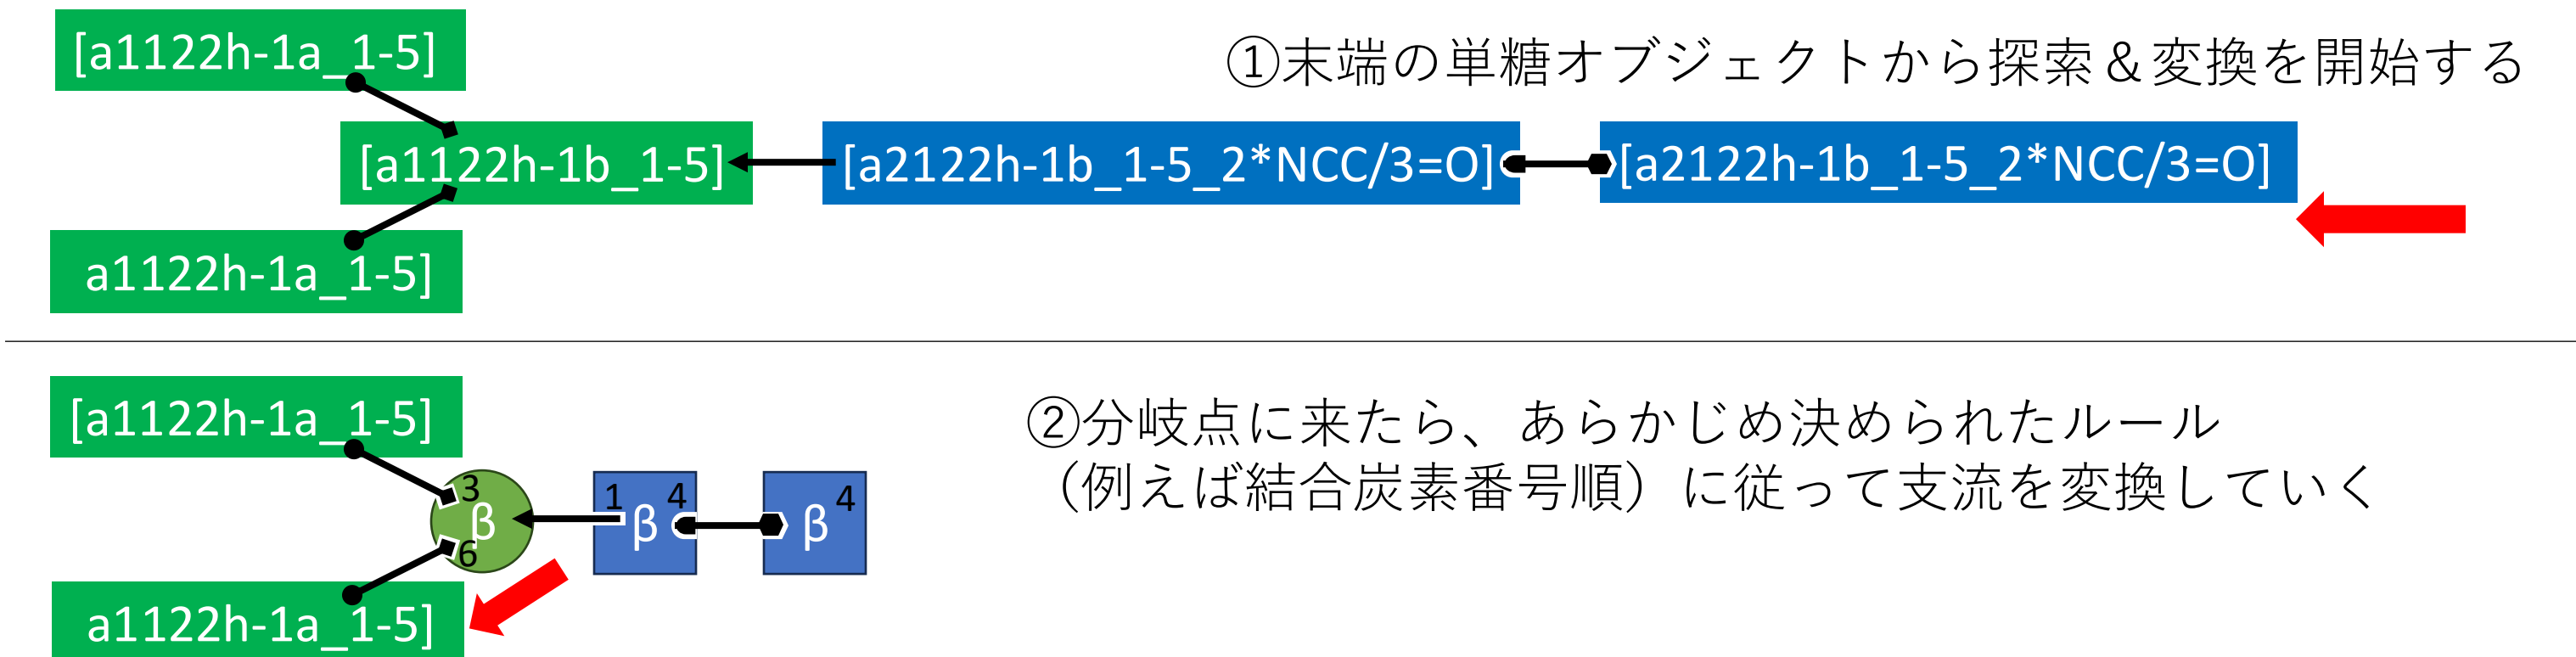 [a1122h-1a_1-5]
①末端の単糖オブジェクトから探索＆変換を開始する
[a1122h-1b_1-5]
[a2122h-1b_1-5_2*NCC/3=O]
[a2122h-1b_1-5_2*NCC/3=O]
a1122h-1a_1-5]
[a1122h-1a_1-5]
②分岐点に来たら、あらかじめ決められたルール
（例えば結合炭素番号順）に従って支流を変換していく
3
β
6
1
β
4
β
4
a1122h-1a_1-5]